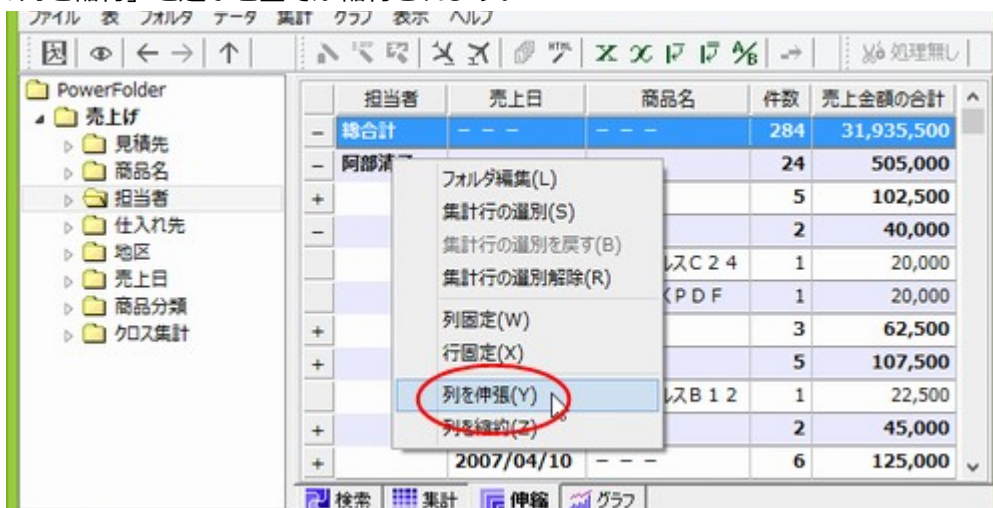 ファイル 表 フォルダ データ 集計 グラフ 表示 ヘルプ
HTML 処理無し
PowerFolder
売上げ
見積先
商品名
担当者
仕入れ先
地区
売上日
商品分類
クロス集計
担当者 売上日 商品名 件数 売上金額の合計
− 総合計 − − − − − − 284 31,935,500
− 阿部 24 505,000
+ 5 102,500
− 2 40,000
ルスC24 1 20,000
PDF 1 20,000
+ 3 62,500
+ 5 107,500
ルスB12 1 22,500
+ 2 45,000
+ 2007/04/10 − − − 6 125,000
フォルダ編集(L)
集計行の選別(S)
集計行の選別を戻す(B)
集計行の選別解除(R)
列固定(W)
行固定(X)
列を伸張(Y)
列を縮約(Z)
検索 集計 伸縮 グラフ